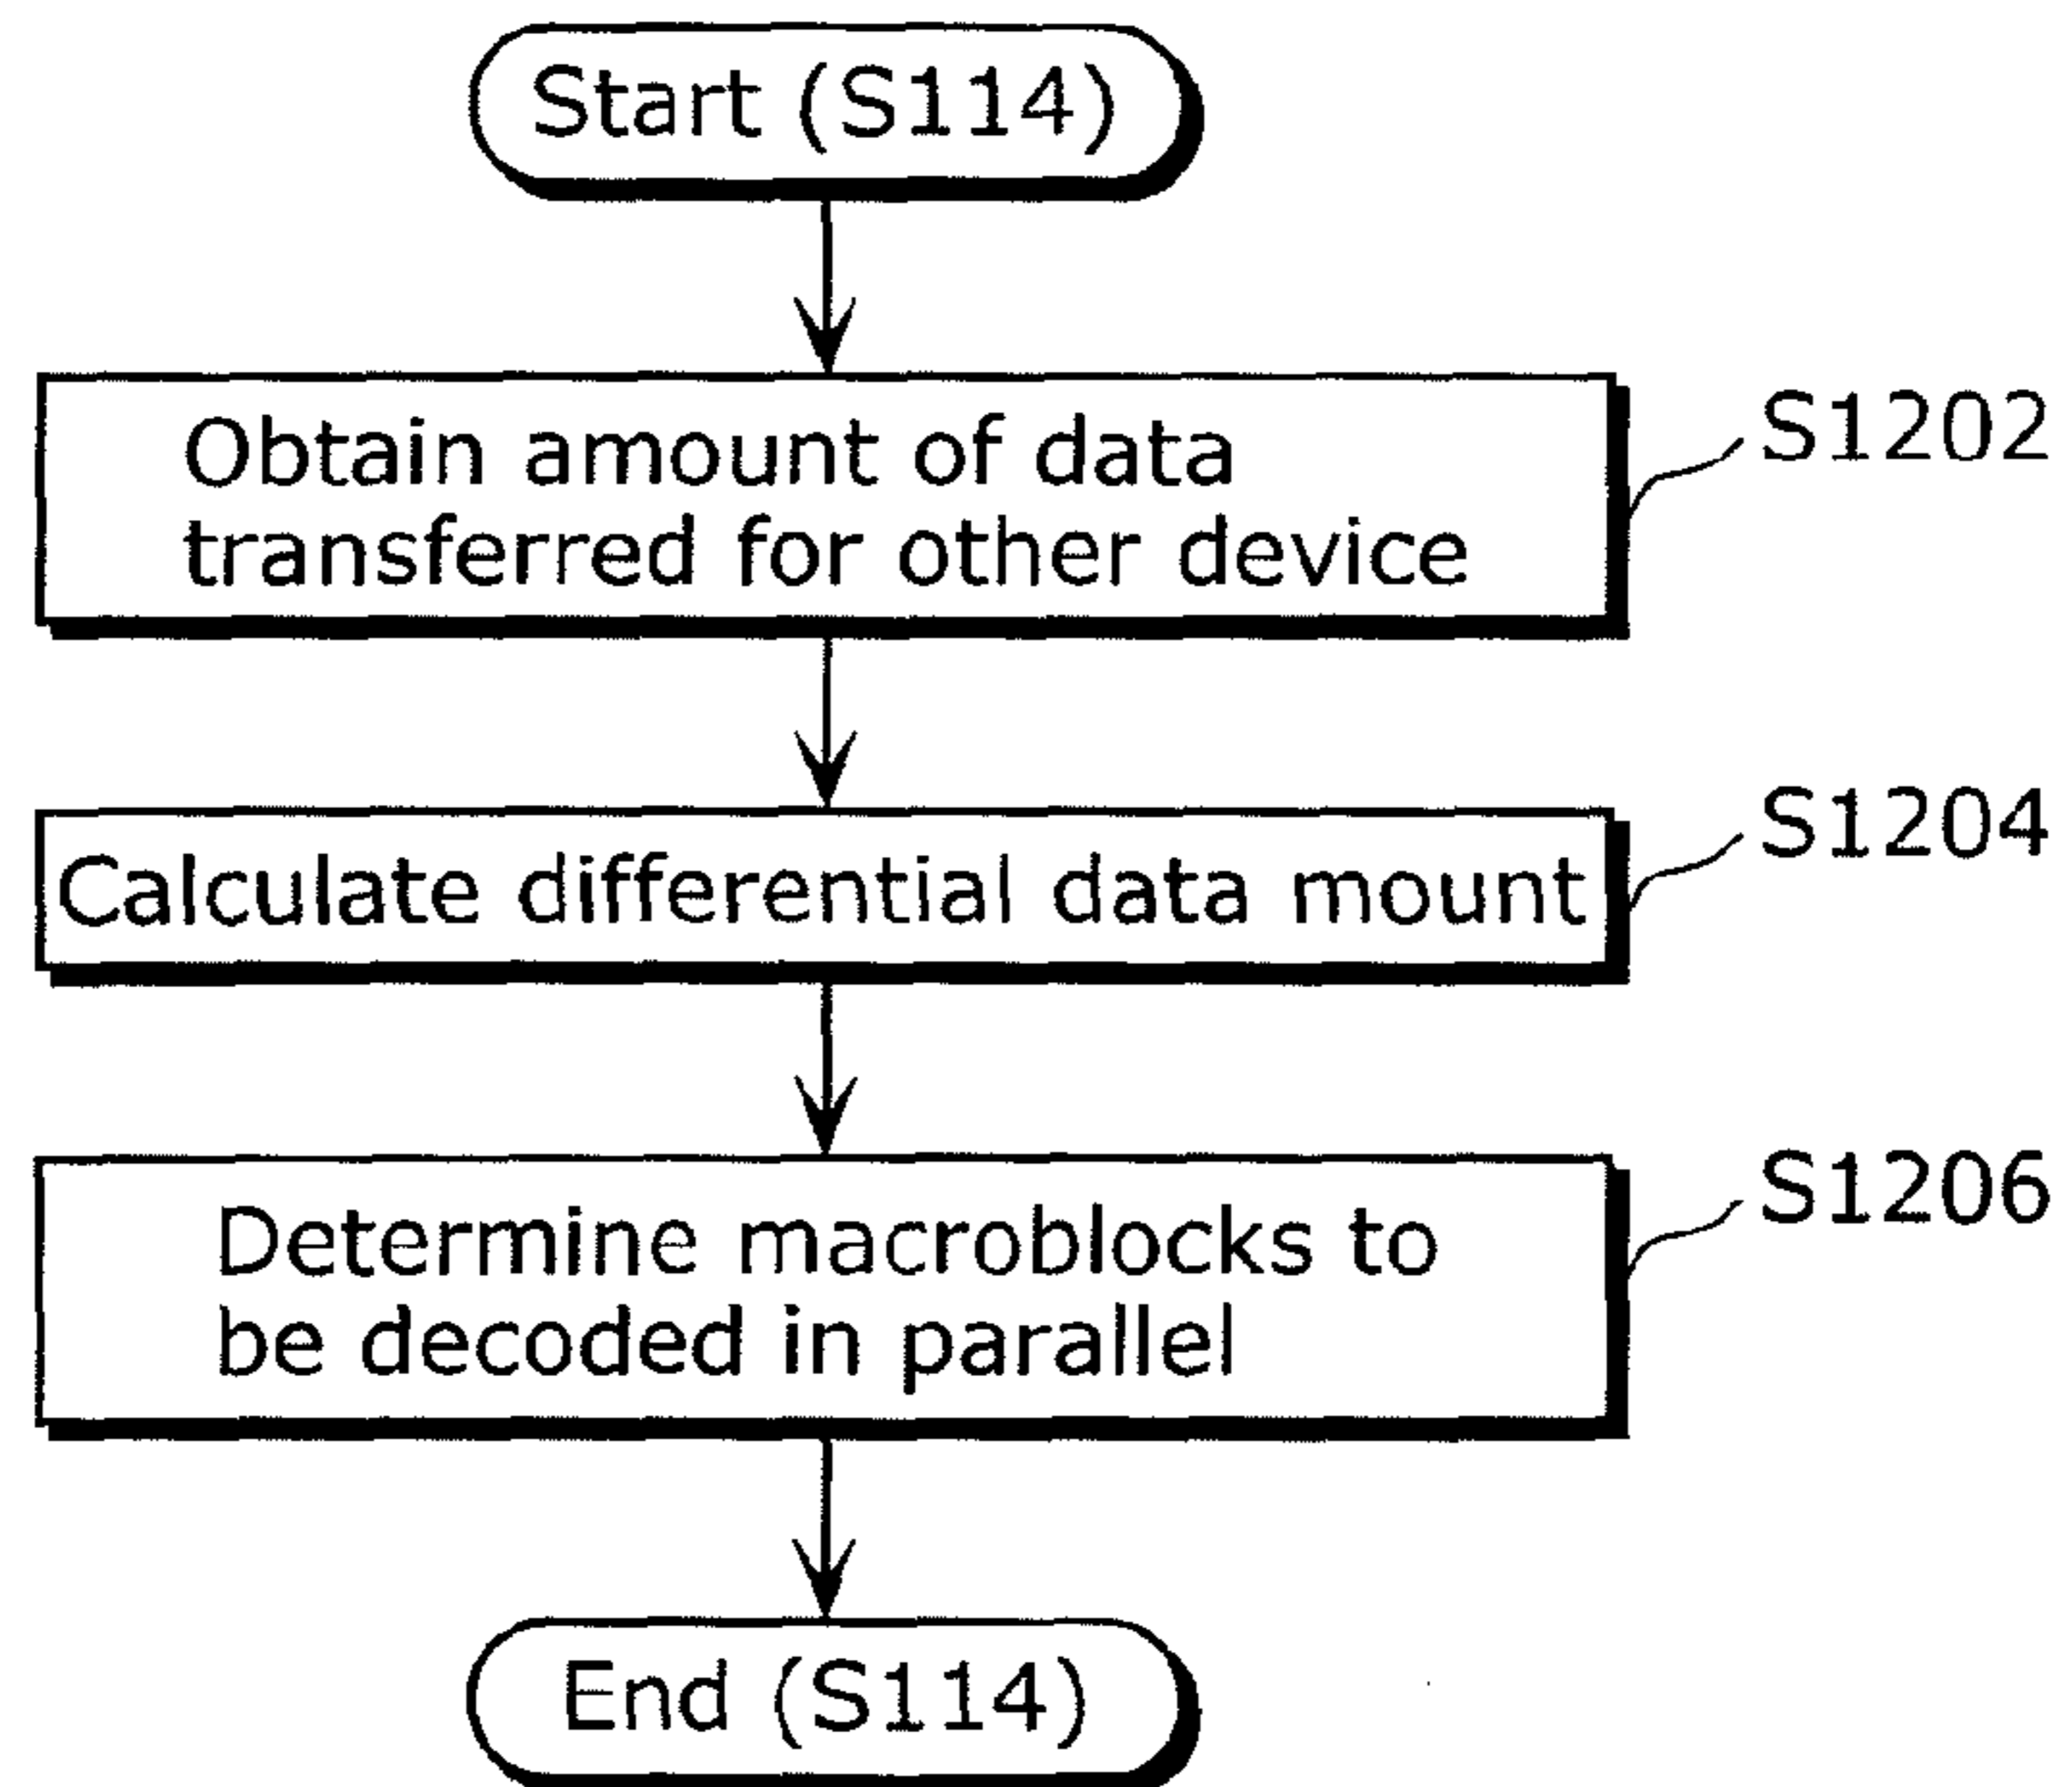 Start (S114)
Obtain amount of data
transferred for other device
S1202
Calculate differential data mount
S1204
Determine macroblocks to
be decoded in parallel
S1206
End (S114)